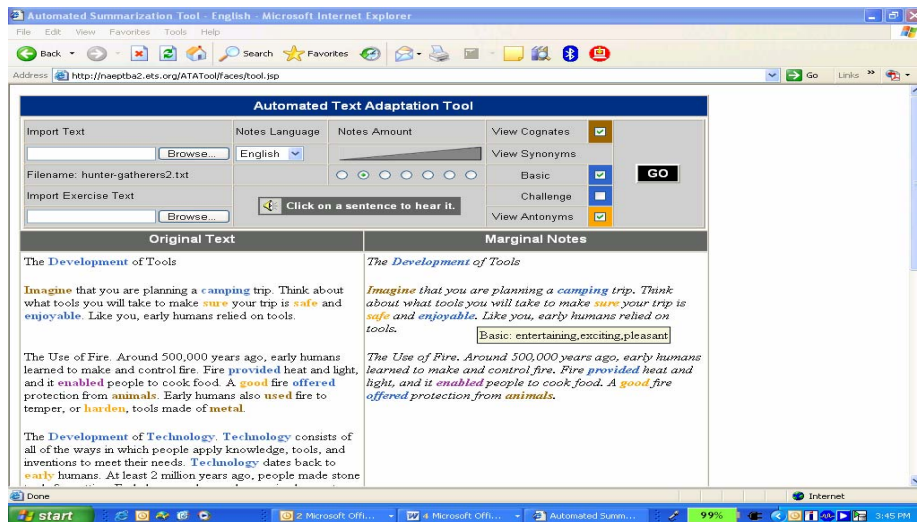 Automated Summarization Tool - English - Microsoft Internet Explorer
File Edit View Favorites Tools Help
Back Search Favorites
Address http://naeptba2.ets.org/ATATool/faces/tool.jsp Go Links »
Automated Text Adaptation Tool
Import Text Notes Language Notes Amount View Cognates
Browse... English View Synonyms
Filename: hunter-gatherers2.txt Basic GO
Import Exercise Text Click on a sentence to hear it. Challenge
Browse... View Antonyms
Original Text Marginal Notes
The Development of Tools
Imagine that you are planning a camping trip. Think about
what tools you will take to make sure your trip is safe and
enjoyable. Like you, early humans relied on tools.
The Use of Fire. Around 500,000 years ago, early humans
learned to make and control fire. Fire provided heat and light,
and it enabled people to cook food. A good fire offered
protection from animals. Early humans also used fire to
temper, or harden, tools made of metal.
The Development of Technology. Technology consists of
all of the ways in which people apply knowledge, tools, and
inventions to meet their needs. Technology dates back to
early humans. At least 2 million years ago, people made stone
The Development of Tools
Imagine that you are planning a camping trip. Think
about what tools you will take to make sure your trip is
safe and enjoyable. Like you, early humans relied on
tools.
Basic: entertaining,exciting,pleasant
The Use of Fire. Around 500,000 years ago, early humans
learned to make and control fire. Fire provided heat and
light, and it enabled people to cook food. A good fire
offered protection from animals.
Done Internet
start 2 Microsoft Offi... 4 Microsoft Offi... Automated Summ... 99% 3:45 PM